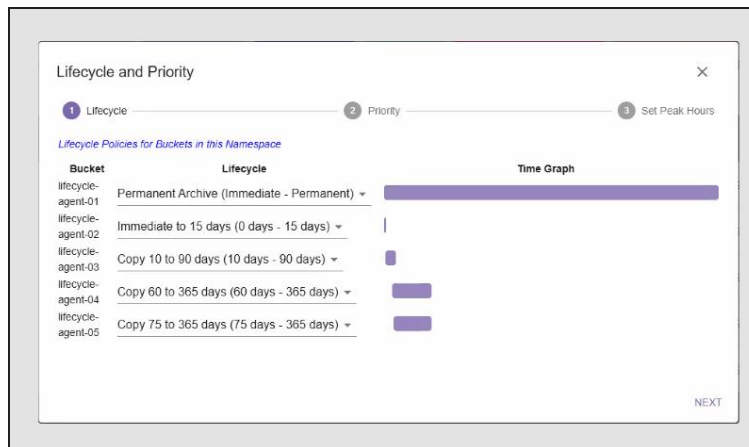 Lifecycle and Priority
1 Lifecycle 2 Priority 3 Set Peak Hours
Lifecycle Policies for Buckets in this Namespace
Bucket Lifecycle Time Graph
lifecycle-
agent-01 Permanent Archive (Immediate - Permanent)
lifecycle-
agent-02 Immediate to 15 days (0 days - 15 days)
lifecycle-
agent-03 Copy 10 to 90 days (10 days - 90 days)
lifecycle-
agent-04 Copy 60 to 365 days (60 days - 365 days)
lifecycle-
agent-05 Copy 75 to 365 days (75 days - 365 days)
NEXT